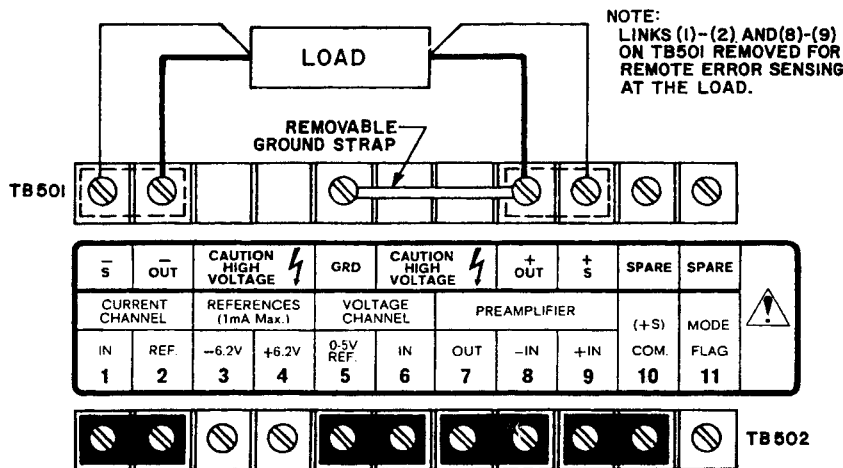 NOTE:
LINKS (1)-(2) AND (8)-(9)
ON TB501 REMOVED FOR
REMOTE ERROR SENSING
AT THE LOAD.
LOAD
REMOVABLE
GROUND STRAP
TB501
– S
– OUT
CAUTION HIGH VOLTAGE
GRD
CAUTION HIGH VOLTAGE
+ OUT
+ S
SPARE
SPARE
CURRENT CHANNEL
REFERENCES (1mA Max.)
VOLTAGE CHANNEL
PREAMPLIFIER
(+S) COM.
MODE FLAG
IN
REF.
–6.2V
+6.2V
0-5V REF.
IN
OUT
–IN
+IN
1 2 3 4 5 6 7 8 9 10 11
TB502